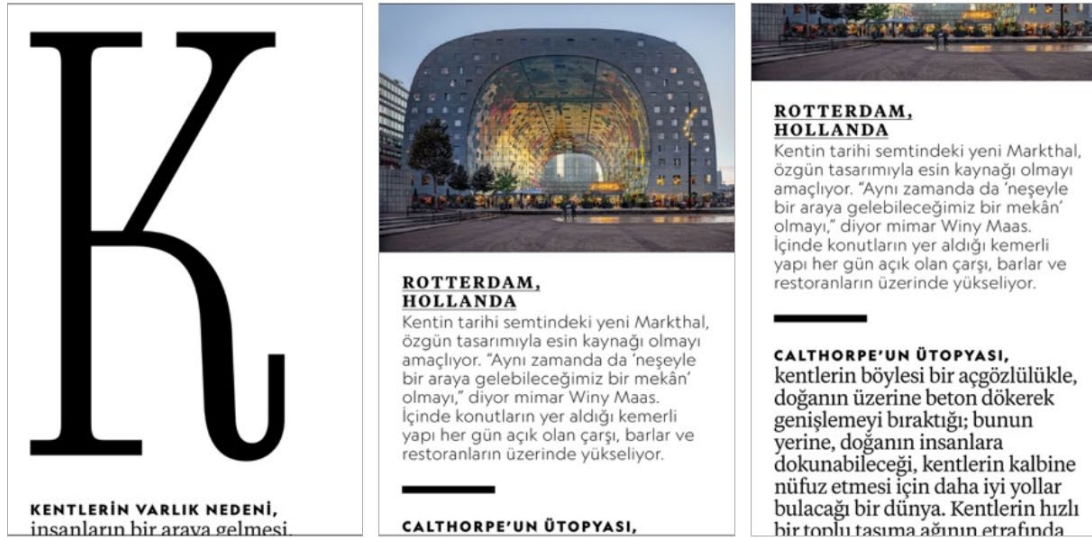 K
KENTLERİN VARLIK NEDENİ,
insanların bir araya gelmesi.
ROTTERDAM,
HOLLANDA
Kentin tarihi semtindeki yeni Markthal,
özgün tasarımıyla esin kaynağı olmayı
amaçlıyor. “Aynı zamanda da ‘neşeyle
bir araya gelebileceğimiz bir mekân’
olmayı,” diyor mimar Winy Maas.
İçinde konutların yer aldığı kemerli
yapı her gün açık olan çarşı, barlar ve
restoranların üzerinde yükseliyor.
CALTHORPE’UN ÜTOPYASI,
ROTTERDAM,
HOLLANDA
Kentin tarihi semtindeki yeni Markthal,
özgün tasarımıyla esin kaynağı olmayı
amaçlıyor. “Aynı zamanda da ‘neşeyle
bir araya gelebileceğimiz bir mekân’
olmayı,” diyor mimar Winy Maas.
İçinde konutların yer aldığı kemerli
yapı her gün açık olan çarşı, barlar ve
restoranların üzerinde yükseliyor.
CALTHORPE’UN ÜTOPYASI,
kentlerin böylesi bir açgözlülükle,
doğanın üzerine beton dökerek
genişlemeyi bıraktığı; bunun
yerine, doğanın insanlara
dokunabileceği, kentlerin kalbine
nüfuz etmesi için daha iyi yollar
bulacağı bir dünya. Kentlerin hızlı
bir toplu taşıma ağının etrafında